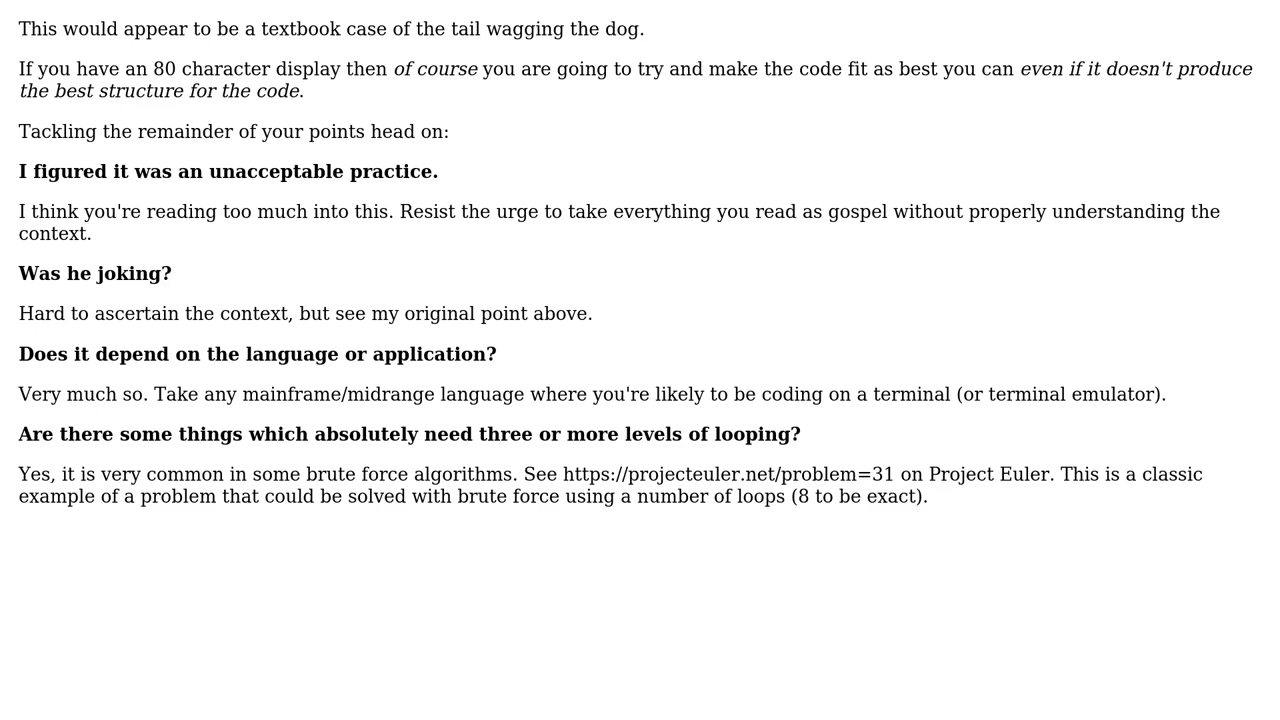 This would appear to be a textbook case of the tail wagging the dog.
If you have an 80 character display then of course you are going to try and make the code fit as best you can even if it doesn't produce
the best structure for the code.
Tackling the remainder of your points head on:
I figured it was an unacceptable practice.
I think you're reading too much into this. Resist the urge to take everything you read as gospel without properly understanding the
context.
Was he joking?
Hard to ascertain the context, but see my original point above.
Does it depend on the language or application?
Very much so. Take any mainframe/midrange language where you're likely to be coding on a terminal (or terminal emulator).
Are there some things which absolutely need three or more levels of looping?
Yes, it is very common in some brute force algorithms. See https://projecteuler.net/problem=31 on Project Euler. This is a classic
example of a problem that could be solved with brute force using a number of loops (8 to be exact).